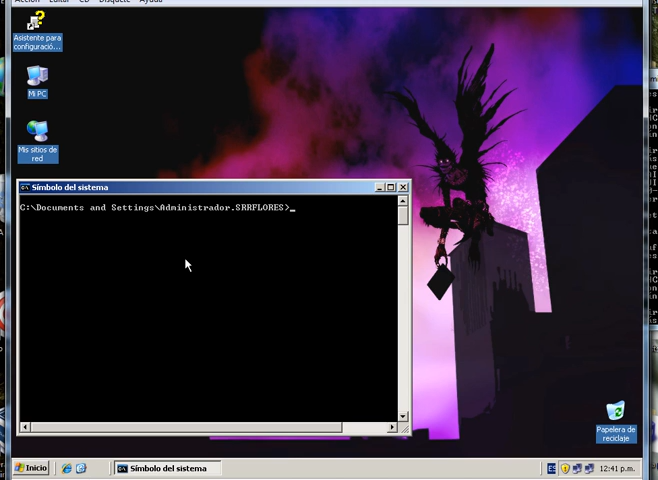 Acción Editar CD Disquete Ayuda
Asistente para
configuració...
Mi PC
Mis sitios de
red
Símbolo del sistema
C:\Documents and Settings\Administrador.SRRFLORES>_
Papelera de
reciclaje
Inicio
Símbolo del sistema
ES
12:41 p.m.